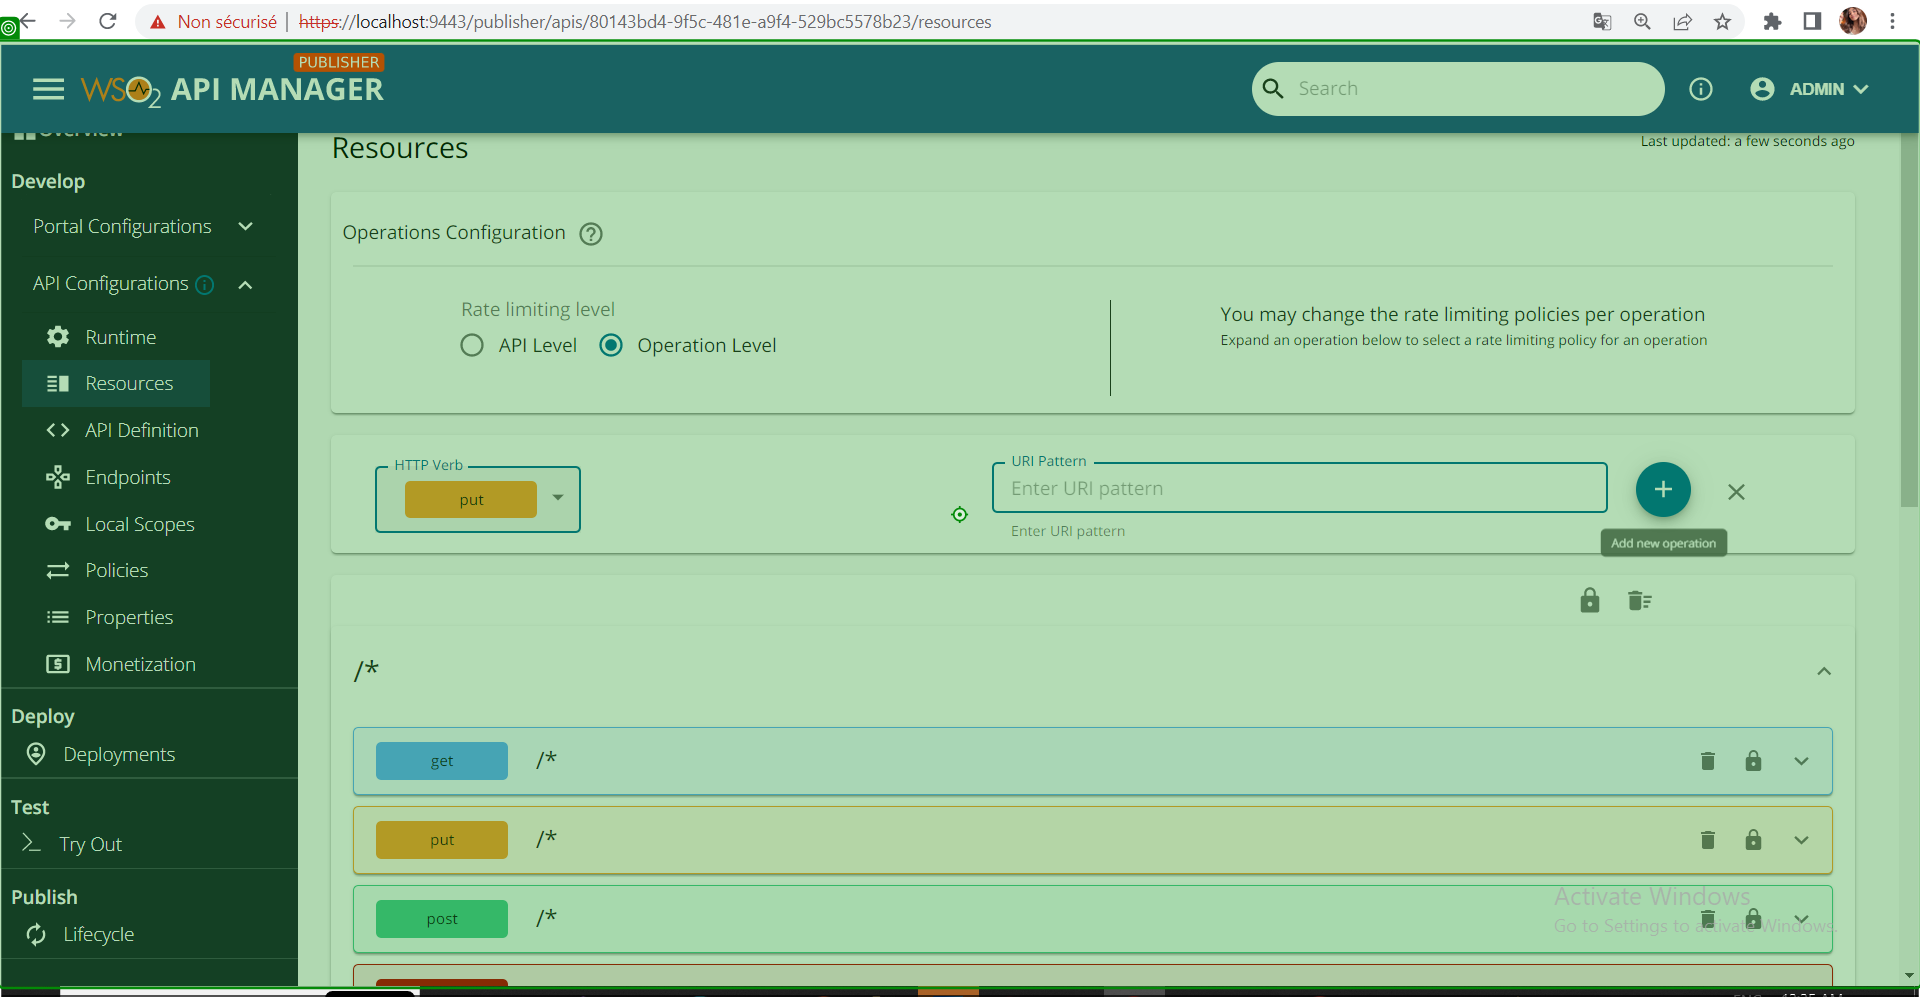 Non sécurisé | https://localhost:9443/publisher/apis/80143bd4-9f5c-481e-a9f4-529bc5578b23/resources
PUBLISHER
WSO2 API MANAGER
Search
ADMIN
Overview
Develop
Portal Configurations
API Configurations
Runtime
Resources
API Definition
Endpoints
Local Scopes
Policies
Properties
Monetization
Deploy
Deployments
Test
Try Out
Publish
Lifecycle
Resources
Last updated: a few seconds ago
Operations Configuration
Rate limiting level
API Level
Operation Level
You may change the rate limiting policies per operation
Expand an operation below to select a rate limiting policy for an operation
HTTP Verb
put
URI Pattern
Enter URI pattern
Enter URI pattern
Add new operation
/*
get /*
put /*
post /*
Activate Windows
Go to Settings to activate Windows.